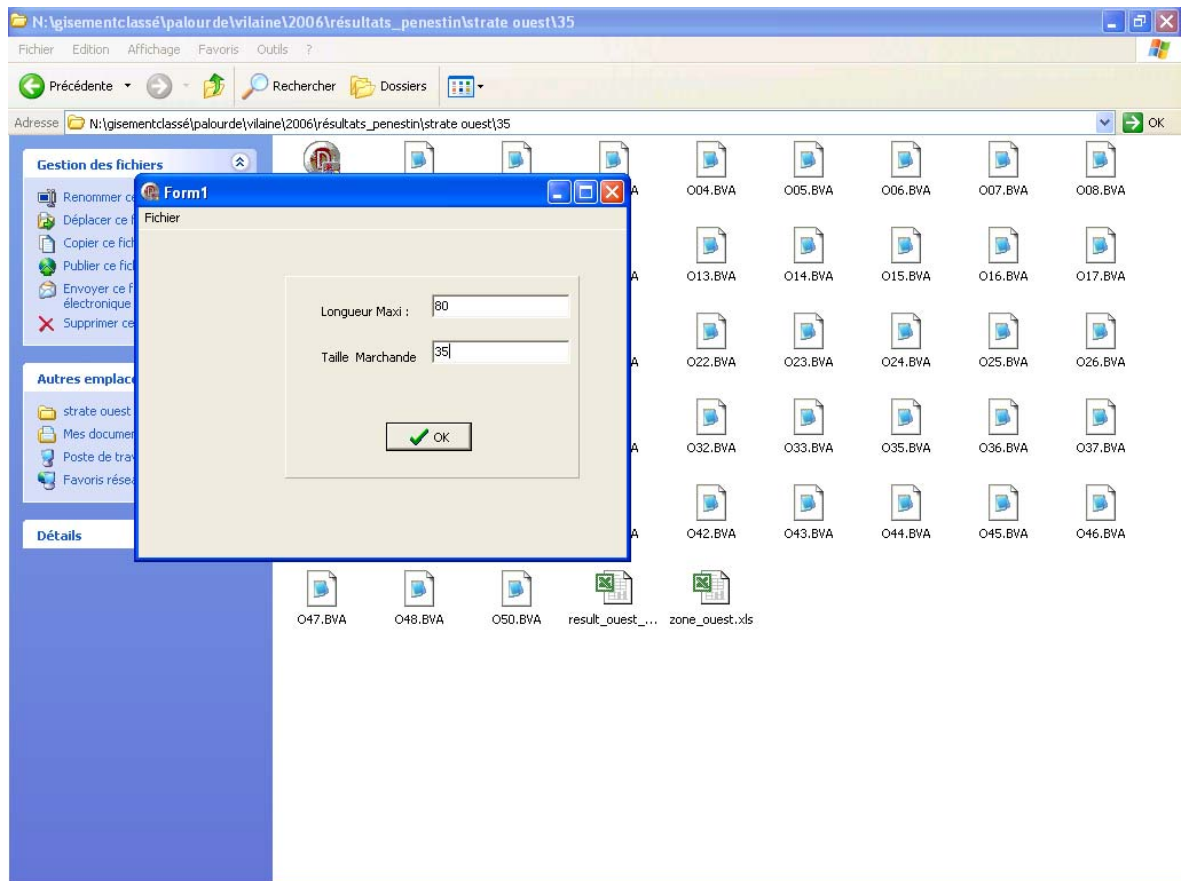 N:\gisementclassé\palourde\vilaine\2006\résultats_penestin\strate ouest\35
Fichier Edition Affichage Favoris Outils ?
Précédente Rechercher Dossiers
Adresse N:\gisementclassé\palourde\vilaine\2006\résultats_penestin\strate ouest\35 OK
Gestion des fichiers
Renommer ce
Déplacer ce f
Copier ce fich
Publier ce fich
Envoyer ce f
électronique
Supprimer ce
Autres emplace
strate ouest
Mes documen
Poste de trav
Favoris résea
Détails
Form1
Fichier
Longueur Maxi : 80
Taille Marchande 35
OK
A O04.BVA O05.BVA O06.BVA O07.BVA O08.BVA
A O13.BVA O14.BVA O15.BVA O16.BVA O17.BVA
A O22.BVA O23.BVA O24.BVA O25.BVA O26.BVA
A O32.BVA O33.BVA O35.BVA O36.BVA O37.BVA
A O42.BVA O43.BVA O44.BVA O45.BVA O46.BVA
O47.BVA O48.BVA O50.BVA result_ouest_... zone_ouest.xls